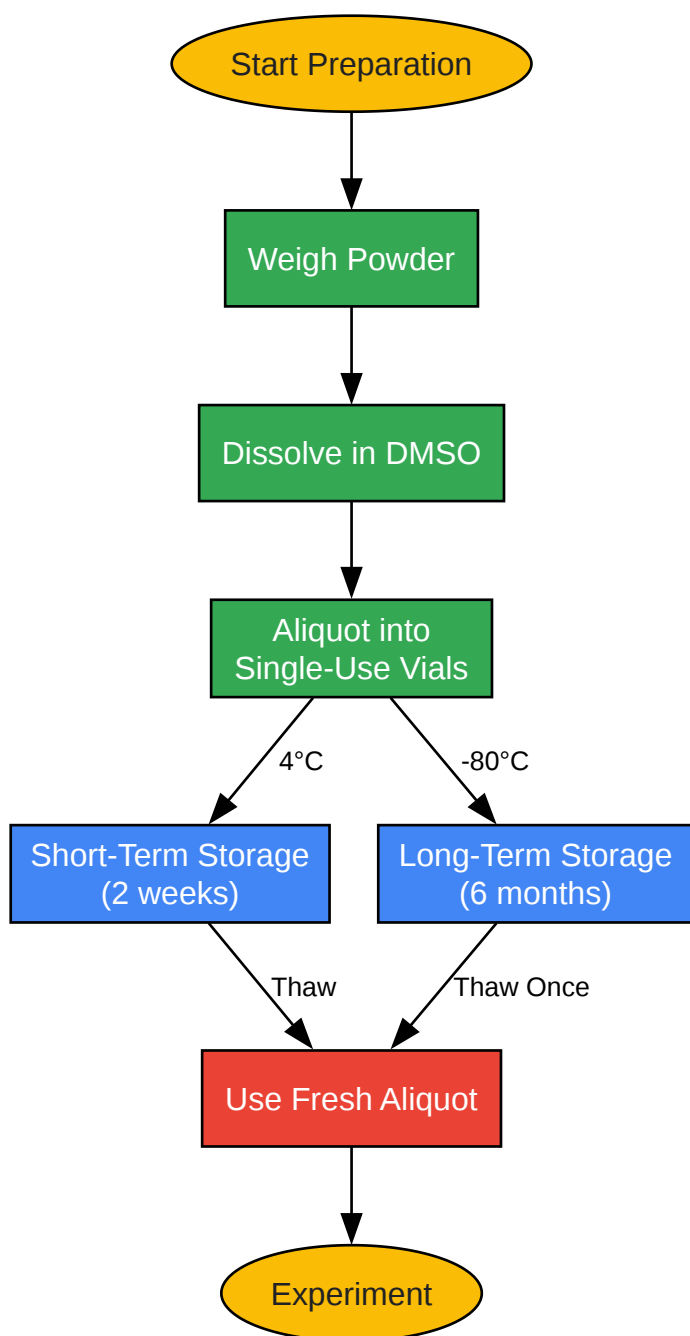 Start Preparation
Weigh Powder
Dissolve in DMSO
Aliquot into
Single-Use Vials
4°C
-80°C
Short-Term Storage
(2 weeks)
Long-Term Storage
(6 months)
Thaw
Thaw Once
Use Fresh Aliquot
Experiment